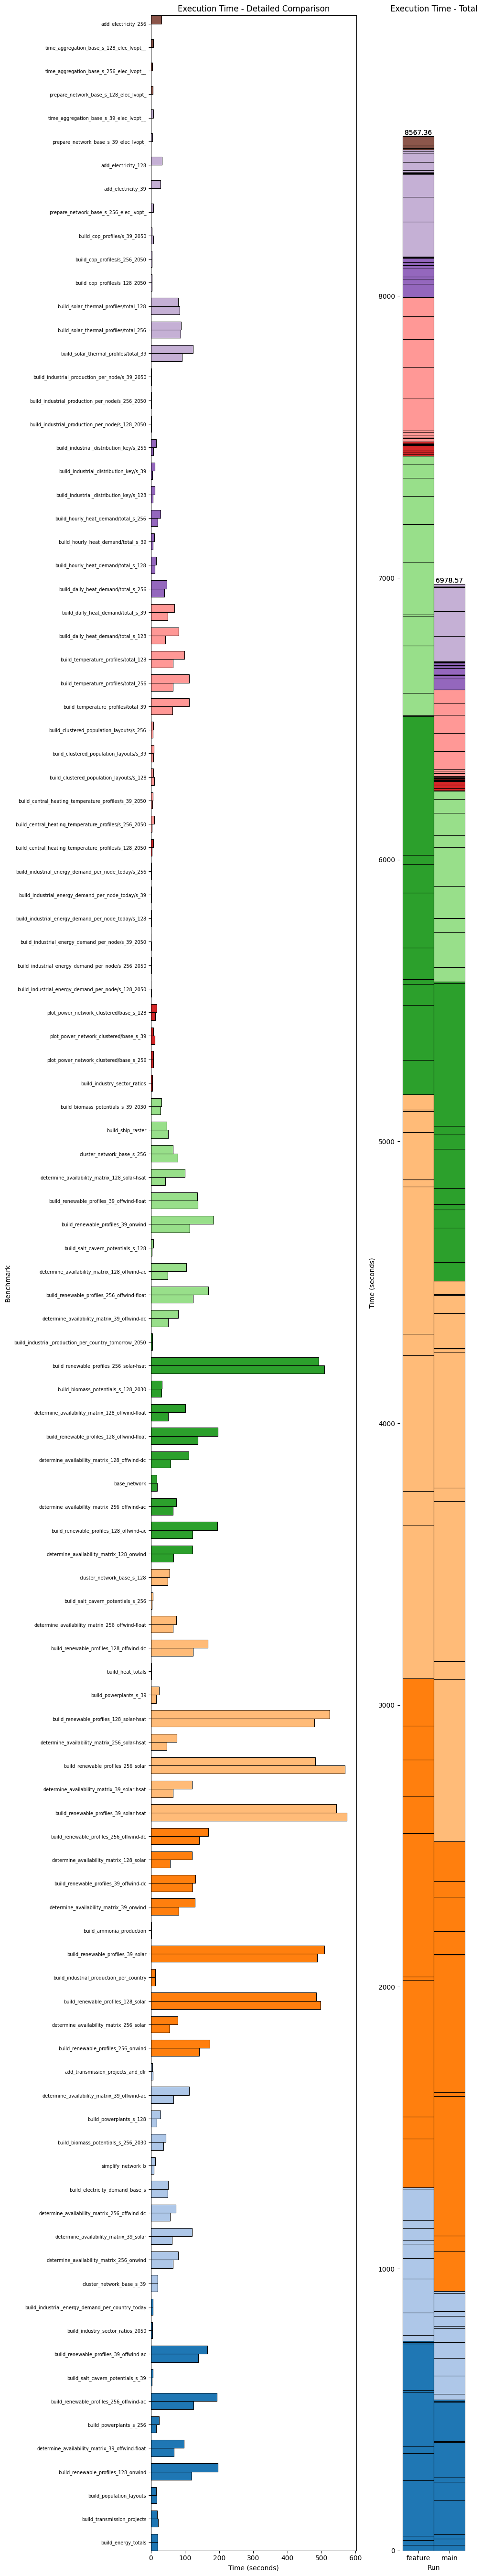 Execution Time - Detailed Comparison
add_electricity_256
time_aggregation_base_s_128_elec_lvopt__
time_aggregation_base_s_256_elec_lvopt__
prepare_network_base_s_128_elec_lvopt_
time_aggregation_base_s_39_elec_lvopt__
prepare_network_base_s_39_elec_lvopt_
add_electricity_128
add_electricity_39
prepare_network_base_s_256_elec_lvopt_
build_cop_profiles/s_39_2050
build_cop_profiles/s_256_2050
build_cop_profiles/s_128_2050
build_solar_thermal_profiles/total_128
build_solar_thermal_profiles/total_256
build_solar_thermal_profiles/total_39
build_industrial_production_per_node/s_39_2050
build_industrial_production_per_node/s_256_2050
build_industrial_production_per_node/s_128_2050
build_industrial_distribution_key/s_256
build_industrial_distribution_key/s_39
build_industrial_distribution_key/s_128
build_hourly_heat_demand/total_s_256
build_hourly_heat_demand/total_s_39
build_hourly_heat_demand/total_s_128
build_daily_heat_demand/total_s_256
build_daily_heat_demand/total_s_39
build_daily_heat_demand/total_s_128
build_temperature_profiles/total_128
build_temperature_profiles/total_256
build_temperature_profiles/total_39
build_clustered_population_layouts/s_256
build_clustered_population_layouts/s_39
build_clustered_population_layouts/s_128
build_central_heating_temperature_profiles/s_39_2050
build_central_heating_temperature_profiles/s_256_2050
build_central_heating_temperature_profiles/s_128_2050
build_industrial_energy_demand_per_node_today/s_256
build_industrial_energy_demand_per_node_today/s_39
build_industrial_energy_demand_per_node_today/s_128
build_industrial_energy_demand_per_node/s_39_2050
build_industrial_energy_demand_per_node/s_256_2050
build_industrial_energy_demand_per_node/s_128_2050
plot_power_network_clustered/base_s_128
plot_power_network_clustered/base_s_39
plot_power_network_clustered/base_s_256
build_industry_sector_ratios
build_biomass_potentials_s_39_2030
build_ship_raster
cluster_network_base_s_256
determine_availability_matrix_128_solar-hsat
build_renewable_profiles_39_offwind-float
build_renewable_profiles_39_onwind
build_salt_cavern_potentials_s_128
determine_availability_matrix_128_offwind-ac
build_renewable_profiles_256_offwind-float
determine_availability_matrix_39_offwind-dc
build_industrial_production_per_country_tomorrow_2050
build_renewable_profiles_256_solar-hsat
build_biomass_potentials_s_128_2030
determine_availability_matrix_128_offwind-float
build_renewable_profiles_128_offwind-float
determine_availability_matrix_128_offwind-dc
base_network
determine_availability_matrix_256_offwind-ac
build_renewable_profiles_128_offwind-ac
determine_availability_matrix_128_onwind
cluster_network_base_s_128
build_salt_cavern_potentials_s_256
determine_availability_matrix_256_offwind-float
build_renewable_profiles_128_offwind-dc
build_heat_totals
build_powerplants_s_39
build_renewable_profiles_128_solar-hsat
determine_availability_matrix_256_solar-hsat
build_renewable_profiles_256_solar
determine_availability_matrix_39_solar-hsat
build_renewable_profiles_39_solar-hsat
build_renewable_profiles_256_offwind-dc
determine_availability_matrix_128_solar
build_renewable_profiles_39_offwind-dc
determine_availability_matrix_39_onwind
build_ammonia_production
build_renewable_profiles_39_solar
build_industrial_production_per_country
build_renewable_profiles_128_solar
determine_availability_matrix_256_solar
build_renewable_profiles_256_onwind
add_transmission_projects_and_dlr
determine_availability_matrix_39_offwind-ac
build_powerplants_s_128
build_biomass_potentials_s_256_2030
simplify_network_b
build_electricity_demand_base_s
determine_availability_matrix_256_offwind-dc
determine_availability_matrix_39_solar
determine_availability_matrix_256_onwind
cluster_network_base_s_39
build_industrial_energy_demand_per_country_today
build_industry_sector_ratios_2050
build_renewable_profiles_39_offwind-ac
build_salt_cavern_potentials_s_39
build_renewable_profiles_256_offwind-ac
build_powerplants_s_256
determine_availability_matrix_39_offwind-float
build_renewable_profiles_128_onwind
build_population_layouts
build_transmission_projects
build_energy_totals
Benchmark
0 100 200 300 400 500 600
Time (seconds)
Execution Time - Total
8567.36
6978.57
8000
7000
6000
5000
4000
3000
2000
1000
0
Time (seconds)
feature main
Run